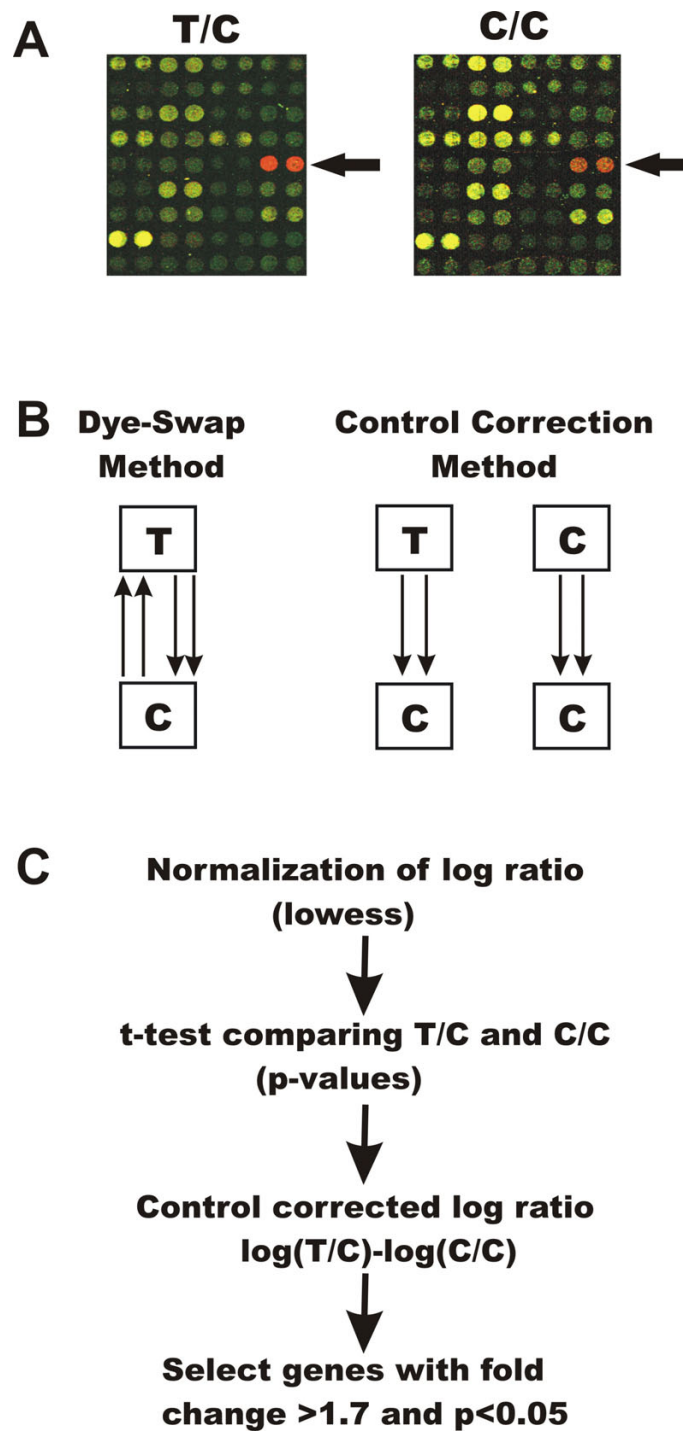 A
T/C
C/C
B
Dye-Swap
Method
Control Correction
Method
T
C
T
C
C
C
C
Normalization of log ratio
(lowess)
t-test comparing T/C and C/C
(p-values)
Control corrected log ratio
log(T/C)-log(C/C)
Select genes with fold
change >1.7 and p<0.05